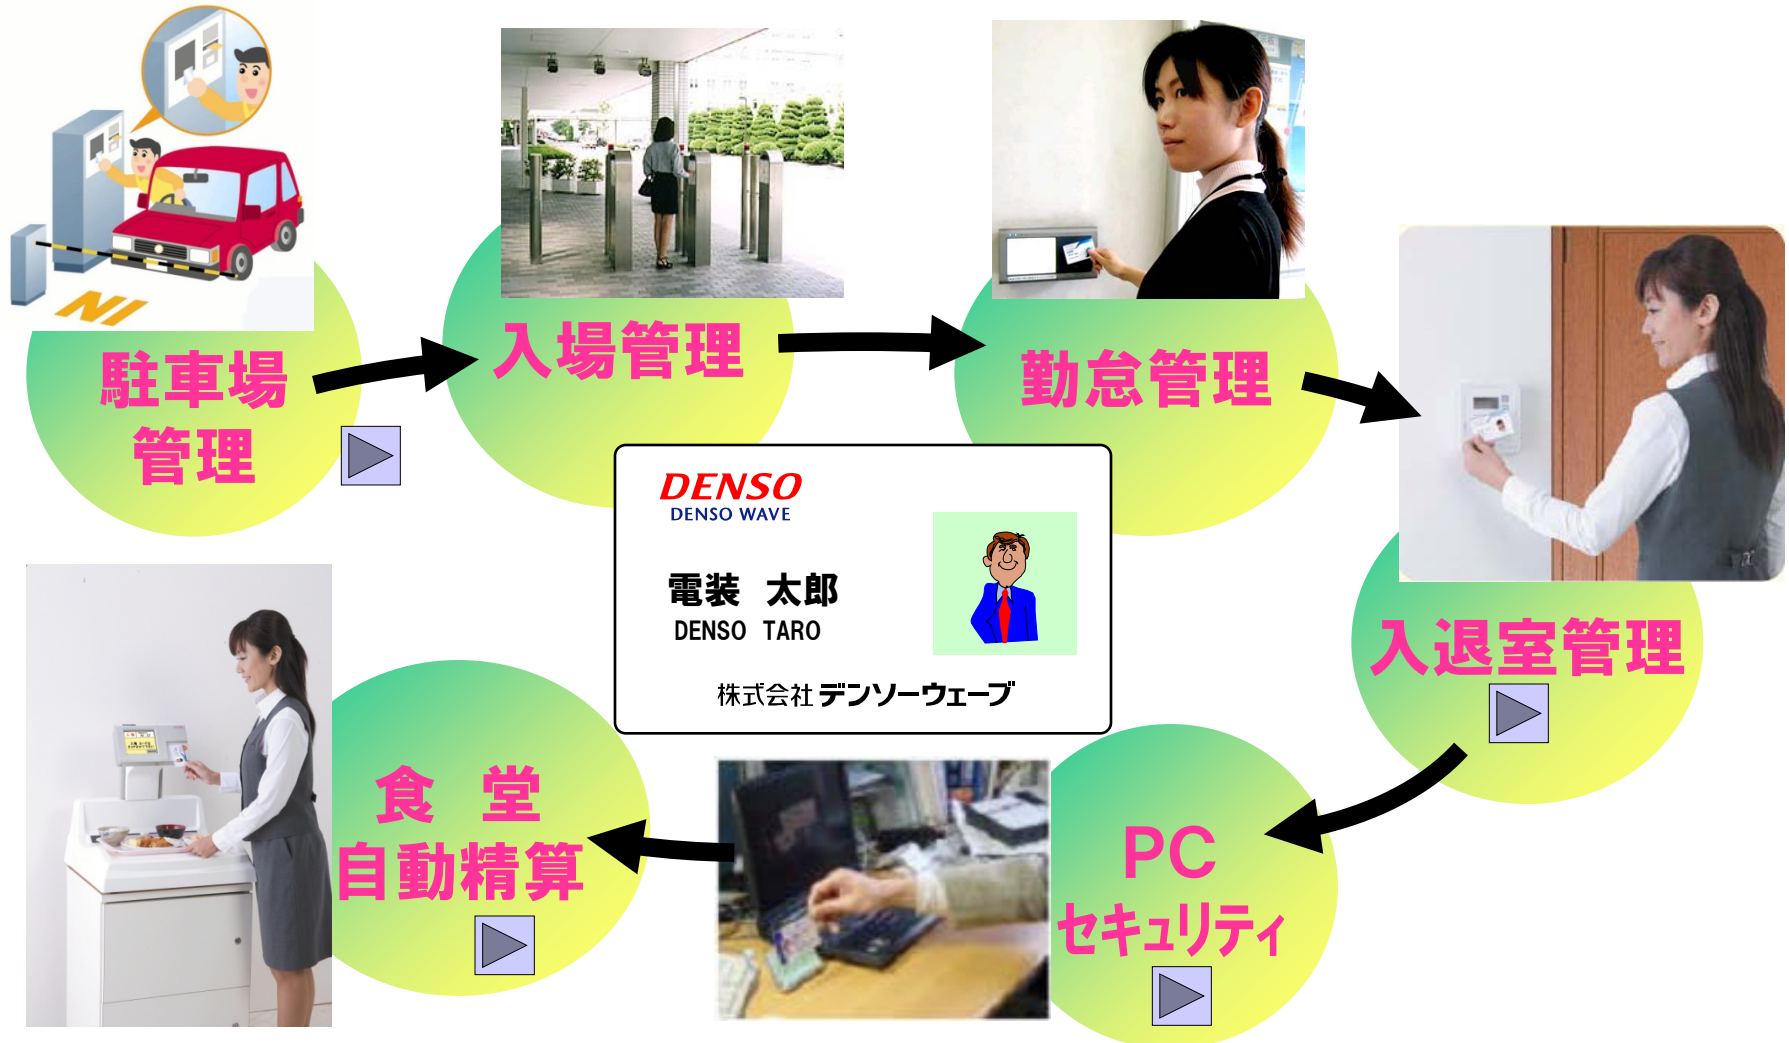 駐車場
管理
入場管理
勤怠管理
入退室管理
PC
セキュリティ
食 堂
自動精算
DENSO
DENSO WAVE
電装 太郎
DENSO TARO
株式会社 デンソーウェーブ